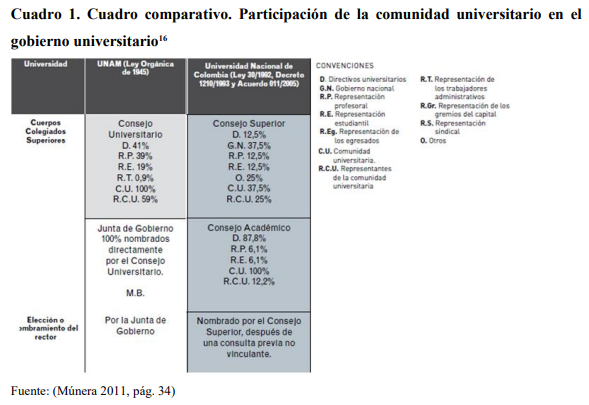 Cuadro 1. Cuadro comparativo. Participación de la comunidad universitario en el
gobierno universitario16
Universidad
UNAM (Ley Orgánica
de 1945)
Universidad Nacional de
Colombia (Ley 30/1992, Decreto
1210/1993 y Acuerdo 011/2005)
Cuerpos
Colegiados
Superiores
Consejo
Universitario
D. 41%
R.P. 39%
R.E. 19%
R.T. 0,9%
C.U. 100%
R.C.U. 59%
Consejo Superior
D. 12,5%
G.N. 37,5%
R.P. 12,5%
R.E. 12,5%
O. 25%
C.U. 37,5%
R.C.U. 25%
Junta de Gobierno
100% nombrados
directamente
por el Consejo
Universitario.
M.B.
Consejo Académico
D. 87,8%
R.P. 6,1%
R.E. 6,1%
C.U. 100%
R.C.U. 12,2%
Elección o
ombramiento del
rector
Por la Junta de
Gobierno
Nombrado por el Consejo
Superior, después de
una consulta previa no
vinculante.
CONVENCIONES
D. Directivos universitarios
G.N. Gobierno nacional
R.P. Representación
profesoral
R.E. Representación
estudiantil
R.Eg. Representación de
los egresados
C.U. Comunidad
universitaria.
R.C.U. Representantes
de la comunidad
universitaria
R.T. Representación de
los trabajadores
administrativos
R.Gr. Representación de los
gremios del capital
R.S. Representación
sindical
O. Otros
Fuente: (Múnera 2011, pág. 34)